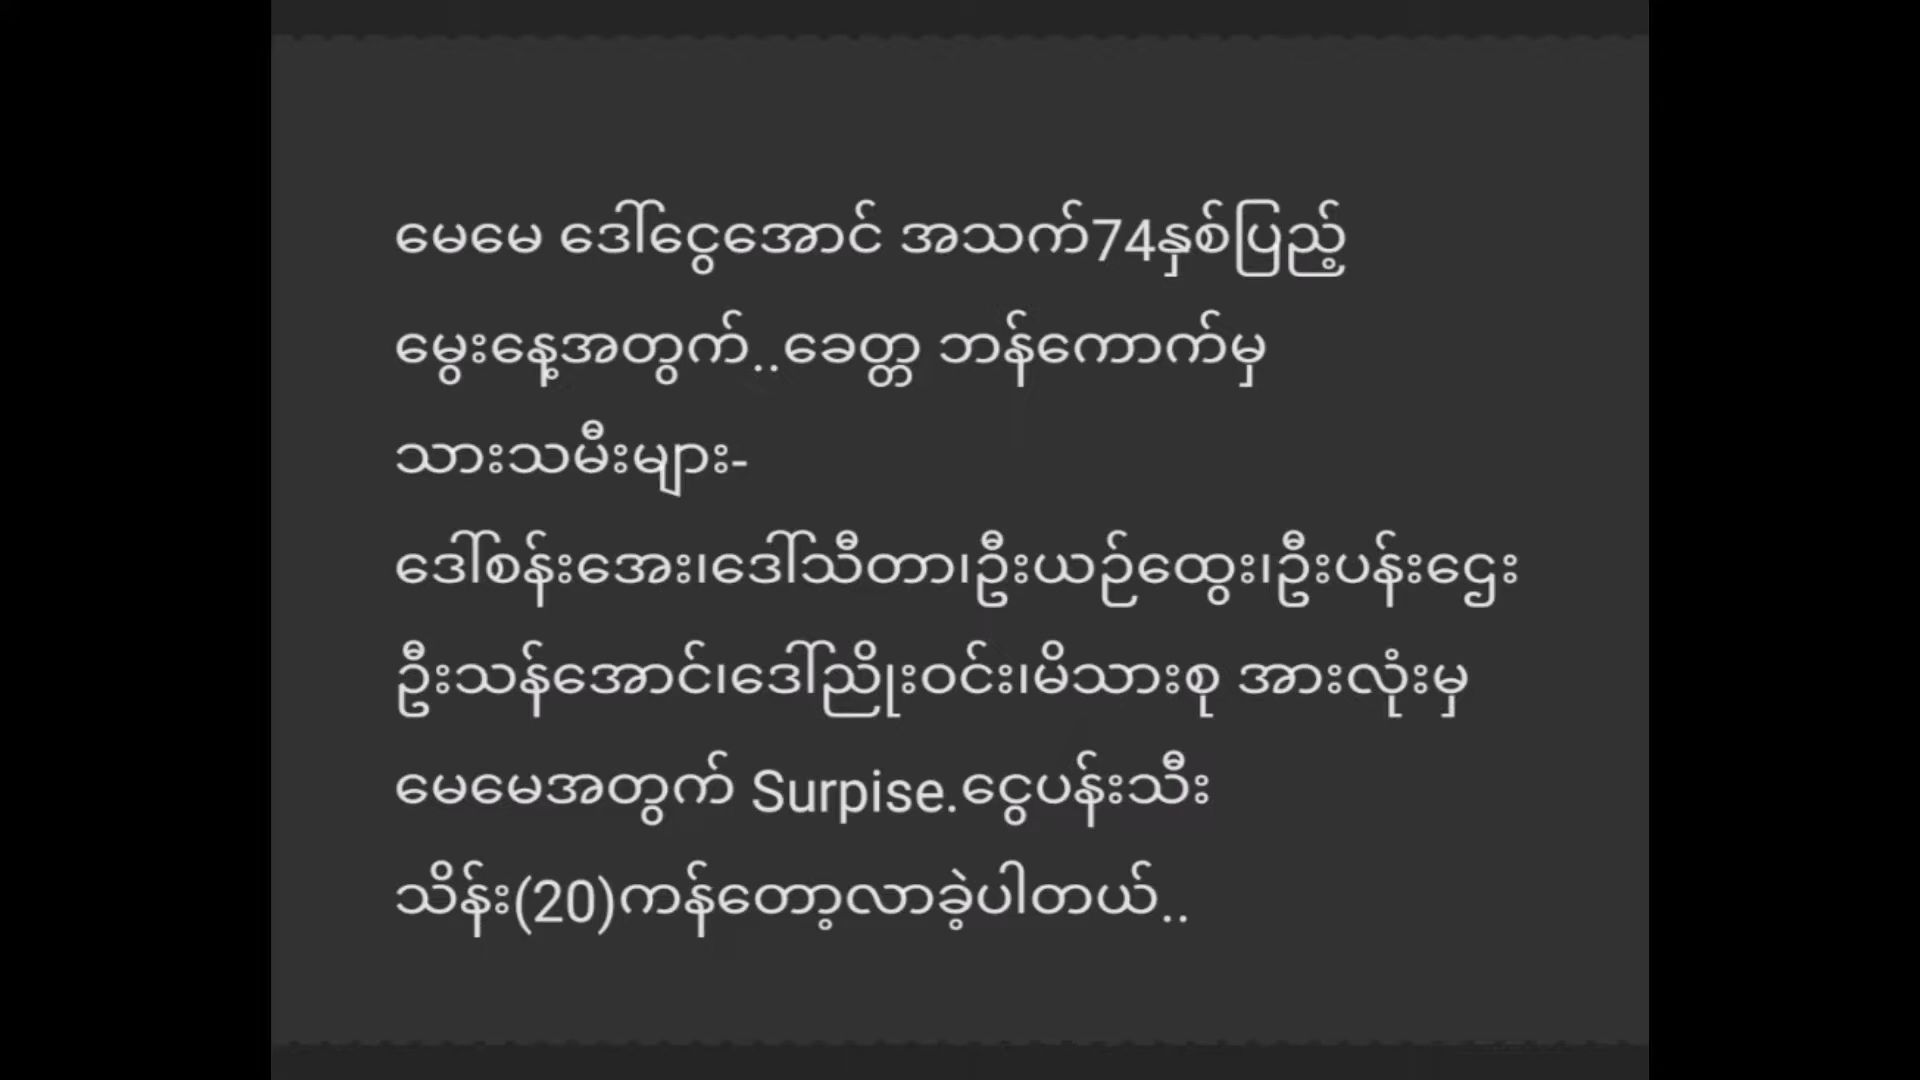 မေမေ ဒေါ်ငွေအောင် အသက်74နှစ်ပြည့်
မွေးနေ့အတွက်..ခေတ္တ ဘန်ကောက်မှ
သားသမီးများ-
ဒေါ်စန်းအေး၊ဒေါ်သီတာ၊ဦးယဉ်ထွေး၊ဦးပန်းဌေး
ဦးသန်အောင်၊ဒေါ်ညိုးဝင်း၊မိသားစု အားလုံးမှ
မေမေအတွက် Surpise.ငွေပန်းသီး
သိန်း(20)ကန်တော့လာခဲ့ပါတယ်..